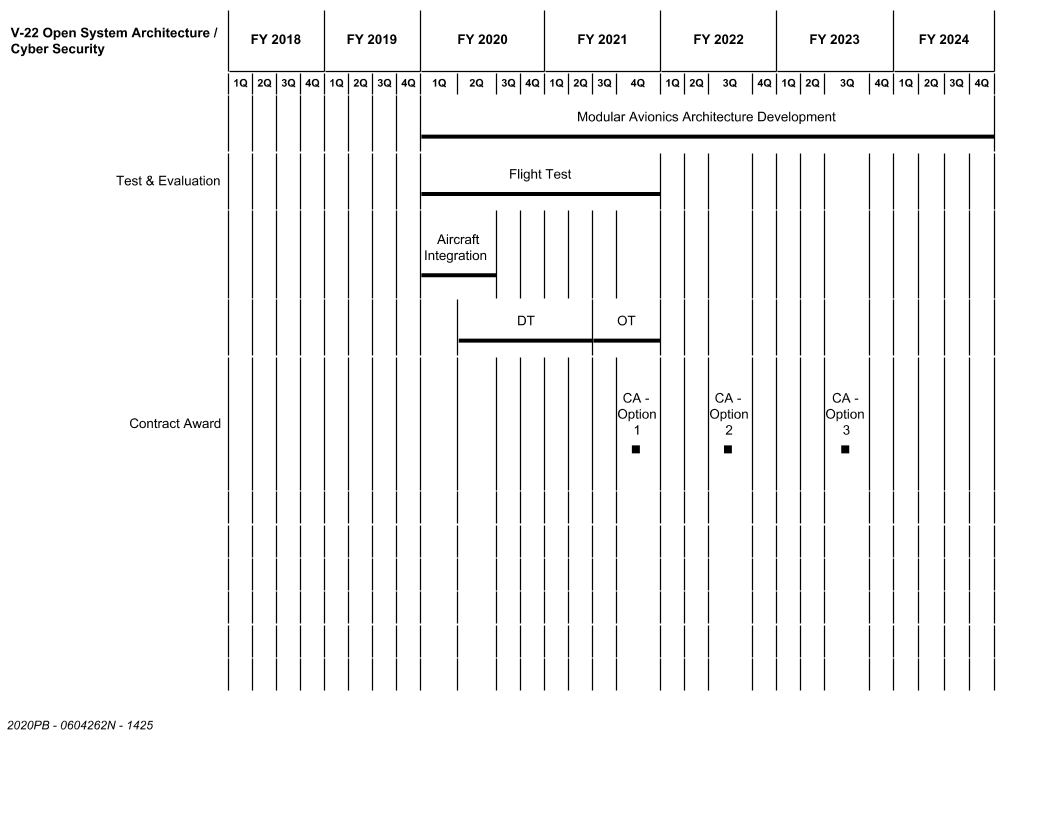 V-22 Open System Architecture /
Cyber Security
FY 2018 FY 2019 FY 2020 FY 2021 FY 2022 FY 2023 FY 2024
1Q 2Q 3Q 4Q 1Q 2Q 3Q 4Q 1Q 2Q 3Q 4Q 1Q 2Q 3Q 4Q 1Q 2Q 3Q 4Q 1Q 2Q 3Q 4Q 1Q 2Q 3Q 4Q
Modular Avionics Architecture Development
Test & Evaluation
Flight Test
Aircraft
Integration
DT
OT
Contract Award
CA -
Option
1
CA -
Option
2
CA -
Option
3
2020PB - 0604262N - 1425